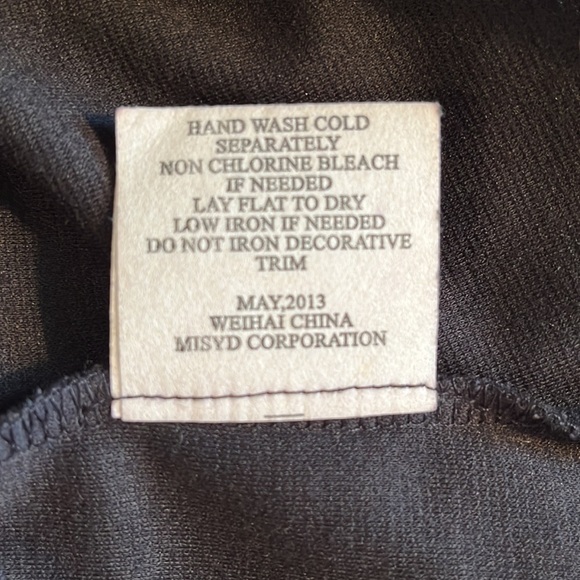 HAND WASH COLD
SEPARATELY
NON CHLORINE BLEACH
IF NEEDED
LAY FLAT TO DRY
LOW IRON IF NEEDED
DO NOT IRON DECORATIVE
TRIM
MAY,2013
WEIHAI CHINA
MISYD CORPORATION